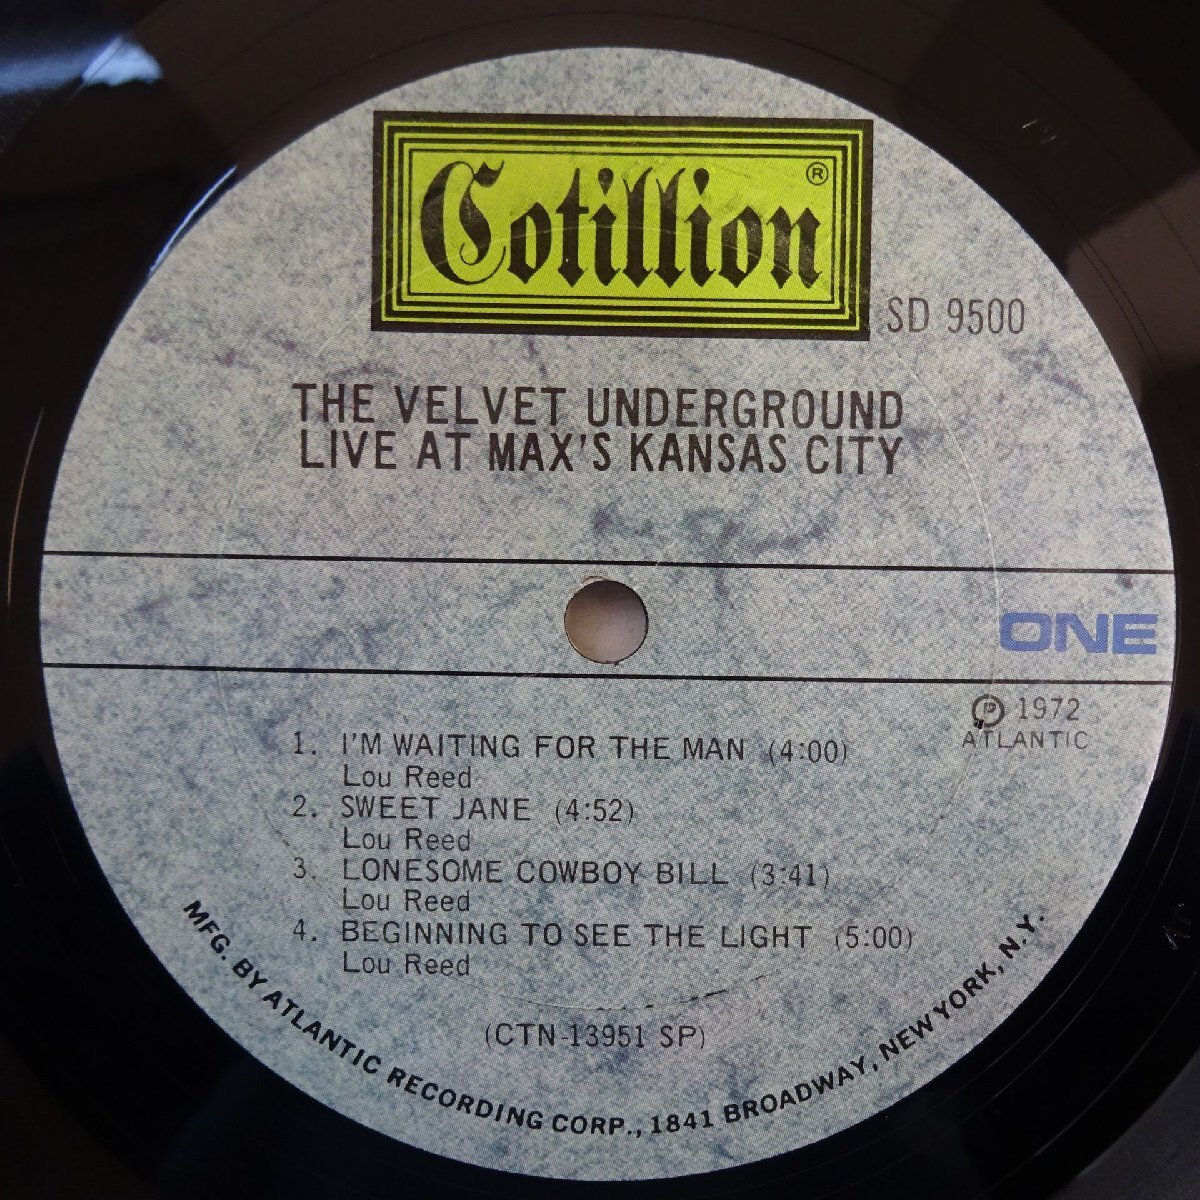 Cotillion ®
SD 9500
THE VELVET UNDERGROUND
LIVE AT MAX'S KANSAS CITY
ONE
℗ 1972
ATLANTIC
1. I'M WAITING FOR THE MAN (4:00)
Lou Reed
2. SWEET JANE (4:52)
Lou Reed
3. LONESOME COWBOY BILL (3:41)
Lou Reed
4. BEGINNING TO SEE THE LIGHT (5:00)
Lou Reed
(CTN-13951 SP)
MFG. BY ATLANTIC RECORDING CORP., 1841 BROADWAY, NEW YORK, N.Y.